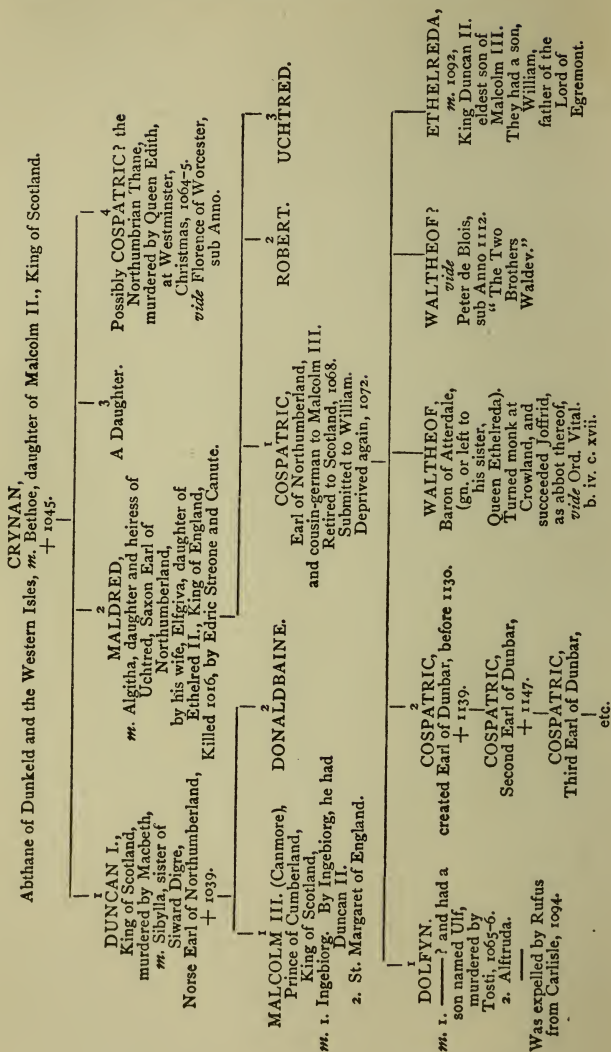 CRYNAN,
+ 1045.
Abthane of Dunkeld and the Western Isles, m. Bethoe, daughter of Malcolm II., King of Scotland.
1
DUNCAN I.,
King of Scotland,
murdered by Macbeth,
m. Sibylla, sister of
Siward Digre,
Norse Earl of Northumberland,
+ 1039.
2
MALDRED,
m. Algitha, daughter and heiress of
Uchtred, Saxon Earl of
Northumberland,
by his wife, Elfgiva, daughter of
Ethelred II., King of England,
Killed 1016, by Edric Streone and Canute.
3
A Daughter.
4
Possibly COSPATRIC? the
Northumbrian Thane,
murdered by Queen Edith,
at Westminster,
Christmas, 1064-5.
vide Florence of Worcester,
sub Anno.
1
MALCOLM III. (Canmore),
Prince of Cumberland,
King of Scotland,
m. 1. Ingebiorg. By Ingebiorg, he had
Duncan II.
2. St. Margaret of England.
2
DONALDBAINE.
1
COSPATRIC,
Earl of Northumberland,
and cousin-german to Malcolm III.
Retired to Scotland, 1068.
Submitted to William.
Deprived again, 1072.
2
ROBERT.
3
UCHTRED.
1
DOLFYN.
m. 1. —— ? and had a
son named Ulf,
murdered by
Tosti, 1065-6.
2. Alftruda.
Was expelled by Rufus
from Carlisle, 1094.
2
COSPATRIC,
created Earl of Dunbar, before 1130.
+ 1139.
COSPATRIC,
Second Earl of Dunbar,
+ 1147.
COSPATRIC,
Third Earl of Dunbar,
etc.
WALTHEOF,
Baron of Atterdale,
(gn. or left to
his sister,
Queen Ethelreda).
Turned monk at
Crowland, and
succeeded Joffrid,
as abbot thereof,
vide Ord. Vital.
b. iv. c. xvii.
WALTHEOF?
vide
Peter de Blois,
sub Anno 1112.
"The Two
Brothers
Waldev."
ETHELREDA,
m. 1092,
King Duncan II.
eldest son of
Malcolm III.
They had a son,
William,
father of the
Lord of
Egremont.